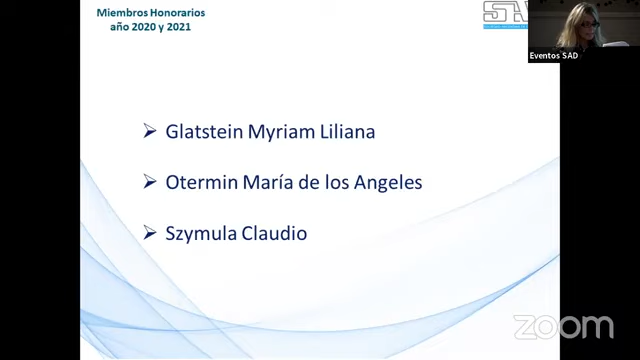 Miembros Honorarios
año 2020 y 2021
Eventos SAD
Glatstein Myriam Liliana
Otermin María de los Angeles
Szymula Claudio
zoom